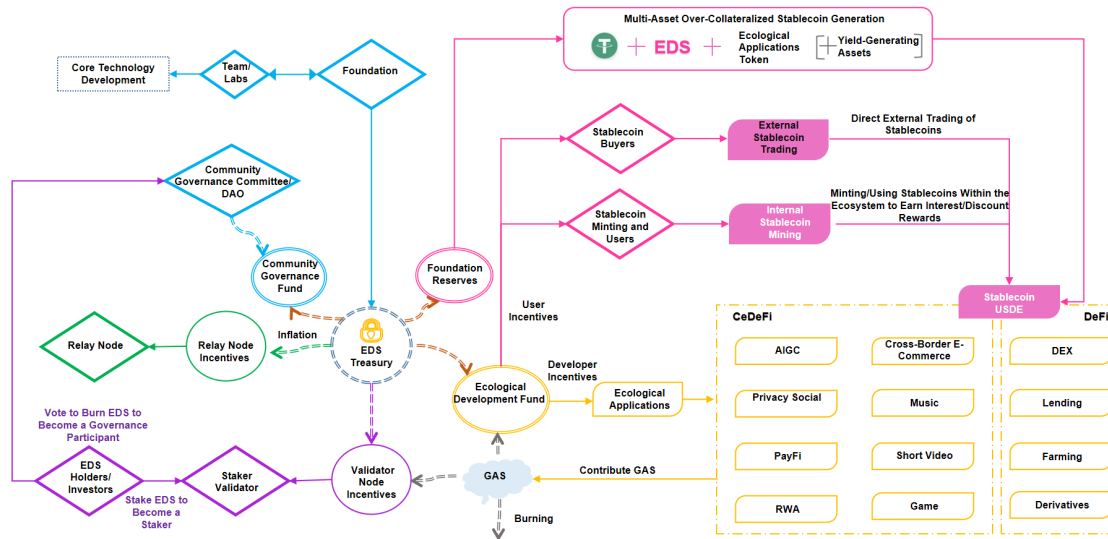 Multi-Asset Over-Collateralized Stablecoin Generation
EDS
Ecological
Applications
Token
Yield-Generating
Assets
Core Technology
Development
Team/
Labs
Foundation
Stablecoin
Buyers
External
Stablecoin
Trading
Direct External Trading of
Stablecoins
Community
Governance Committee/
DAO
Stablecoin
Minting and
Users
Internal
Stablecoin
Mining
Minting/Using Stablecoins Within the
Ecosystem to Earn Interest/Discount
Rewards
Community
Governance
Fund
Foundation
Reserves
User
Incentives
Stablecoin
USDE
CeDeFi
DeFi
Relay Node
Relay Node
Incentives
Inflation
EDS
Treasury
Ecological
Development Fund
Developer
Incentives
Ecological
Applications
AIGC
Cross-Border E-
Commerce
DEX
Privacy Social
Music
Lending
PayFi
Short Video
Farming
RWA
Game
Derivatives
Vote to Burn EDS to
Become a Governance
Participant
EDS
Holders/
Investors
Staker
Validator
Validator
Node
Incentives
GAS
Contribute GAS
Stake EDS to
Become a
Staker
Burning